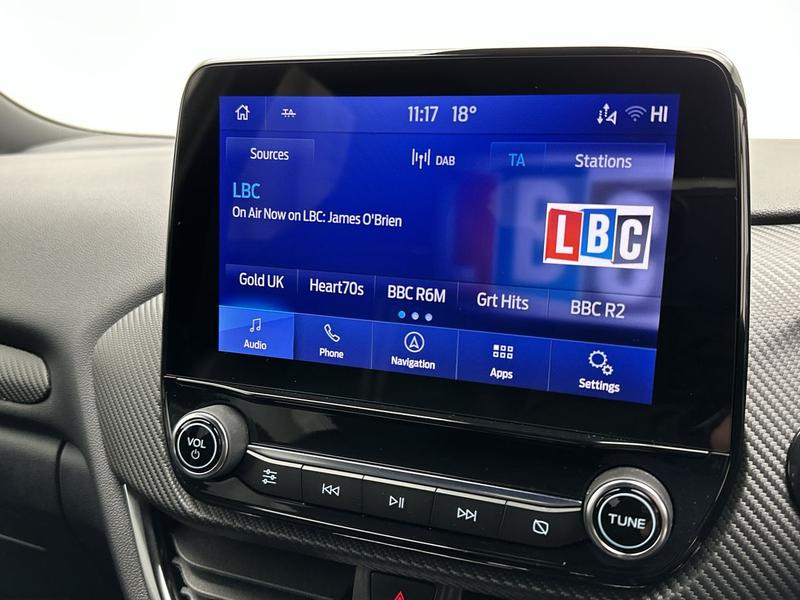 TA 11:17 18° HI
Sources DAB TA Stations
LBC
On Air Now on LBC: James O'Brien
LBC
Gold UK Heart70s BBC R6M Grt Hits BBC R2
Audio Phone Navigation Apps Settings
VOL
TUNE